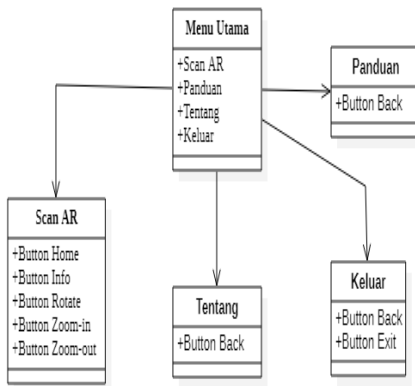 Menu Utama
+Scan AR
+Panduan
+Tentang
+Keluar
Panduan
+Button Back
Scan AR
+Button Home
+Button Info
+Button Rotate
+Button Zoom-in
+Button Zoom-out
Tentang
+Button Back
Keluar
+Button Back
+Button Exit